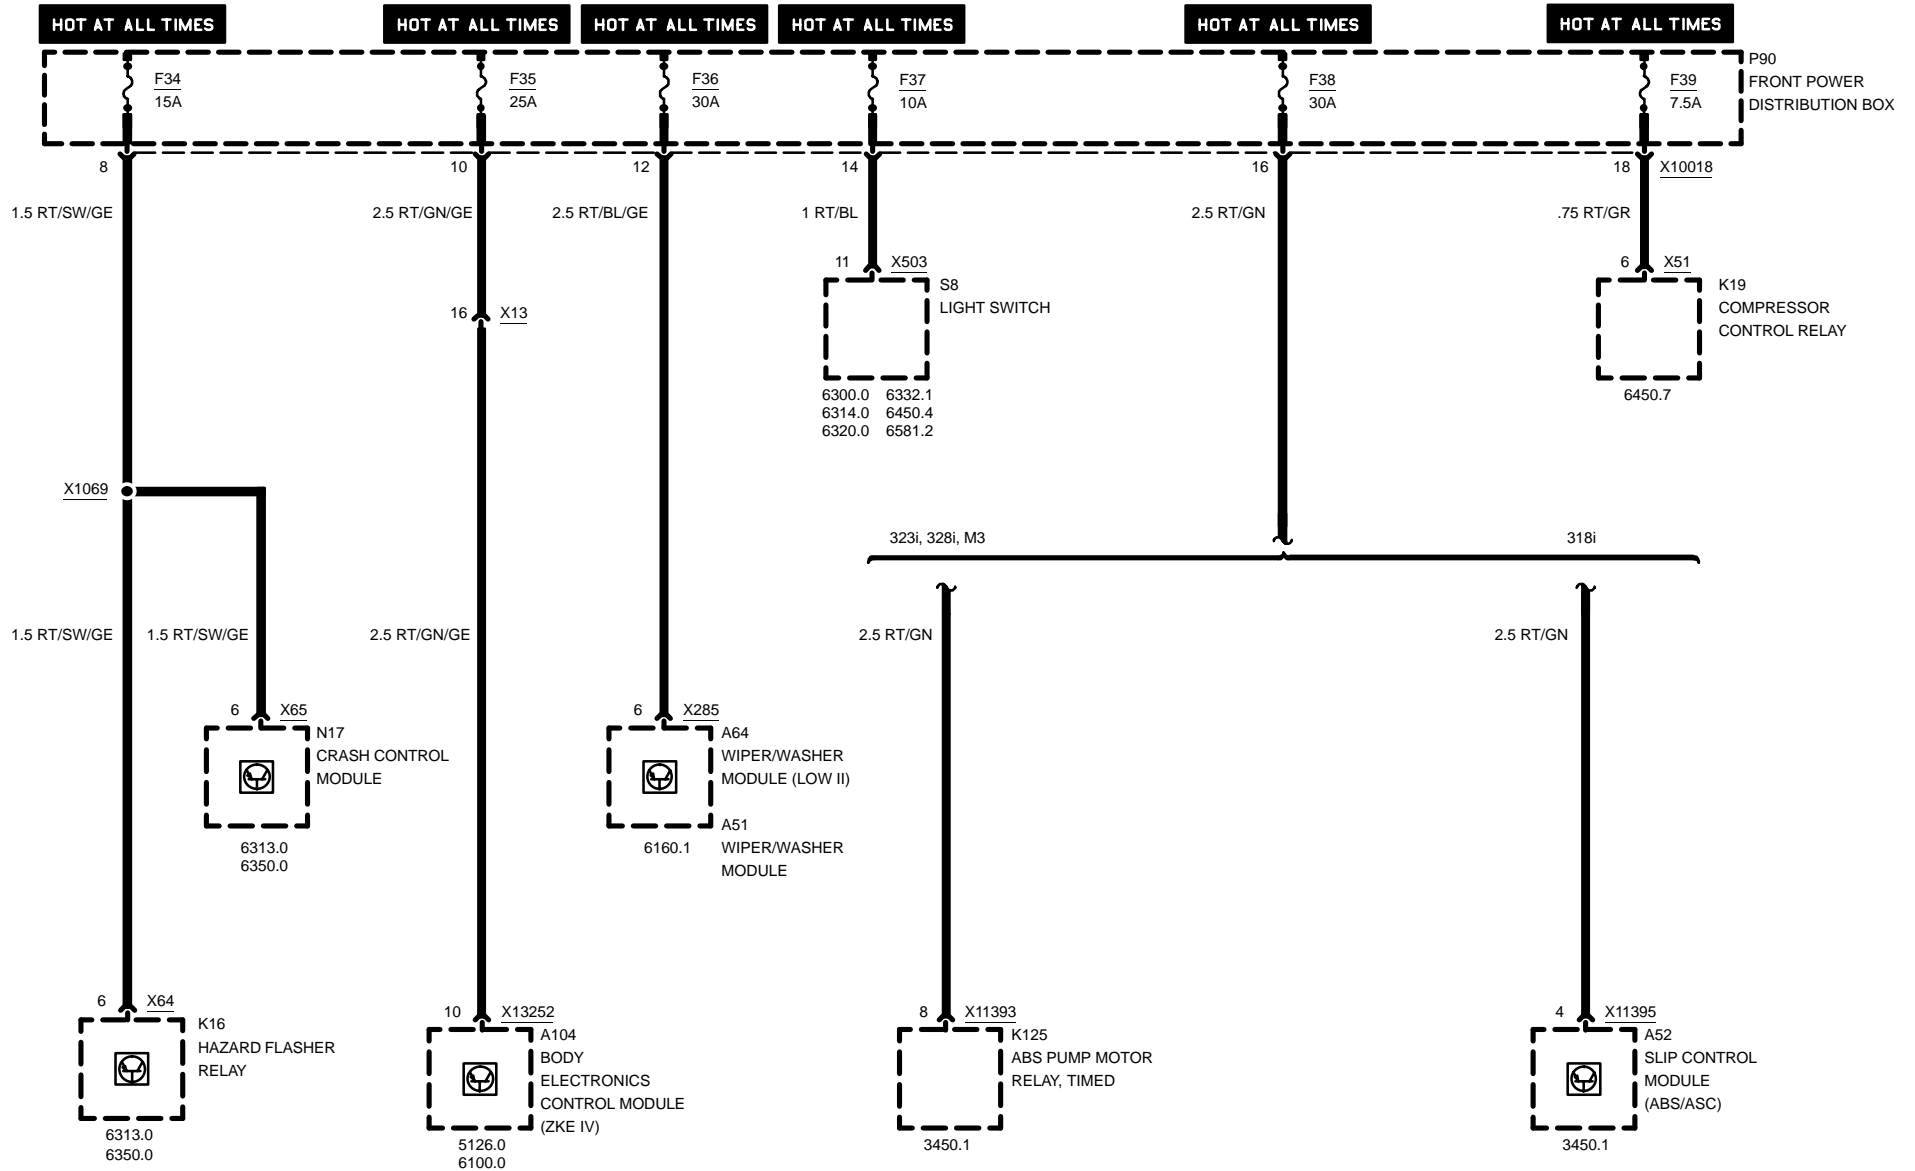 HOT AT ALL TIMES
HOT AT ALL TIMES
HOT AT ALL TIMES
HOT AT ALL TIMES
HOT AT ALL TIMES
HOT AT ALL TIMES
F34
15A
F35
25A
F36
30A
F37
10A
F38
30A
F39
7.5A
P90
FRONT POWER
DISTRIBUTION BOX
8
10
12
14
16
18
X10018
1.5 RT/SW/GE
2.5 RT/GN/GE
2.5 RT/BL/GE
1 RT/BL
2.5 RT/GN
.75 RT/GR
11
X503
S8
LIGHT SWITCH
6300.0 6332.1
6314.0 6450.4
6320.0 6581.2
6
X51
K19
COMPRESSOR
CONTROL RELAY
6450.7
16
X13
X1069
323i, 328i, M3
318i
1.5 RT/SW/GE
1.5 RT/SW/GE
2.5 RT/GN/GE
2.5 RT/GN
2.5 RT/GN
6
X65
N17
CRASH CONTROL
MODULE
6313.0
6350.0
6
X285
A64
WIPER/WASHER
MODULE (LOW II)
A51
WIPER/WASHER
MODULE
6160.1
6
X64
K16
HAZARD FLASHER
RELAY
6313.0
6350.0
10
X13252
A104
BODY
ELECTRONICS
CONTROL MODULE
(ZKE IV)
5126.0
6100.0
8
X11393
K125
ABS PUMP MOTOR
RELAY, TIMED
3450.1
4
X11395
A52
SLIP CONTROL
MODULE
(ABS/ASC)
3450.1